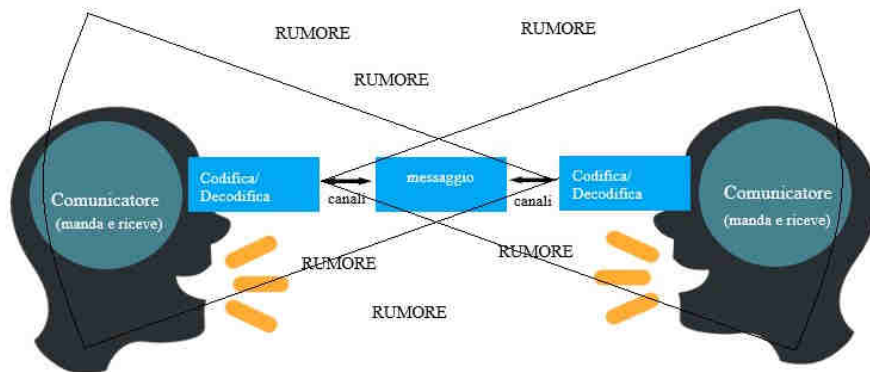 RUMORE
RUMORE
RUMORE
Comunicatore
(manda e riceve)
Codifica/
Decodifica
canali
messaggio
canali
Codifica/
Decodifica
Comunicatore
(manda e riceve)
RUMORE
RUMORE
RUMORE